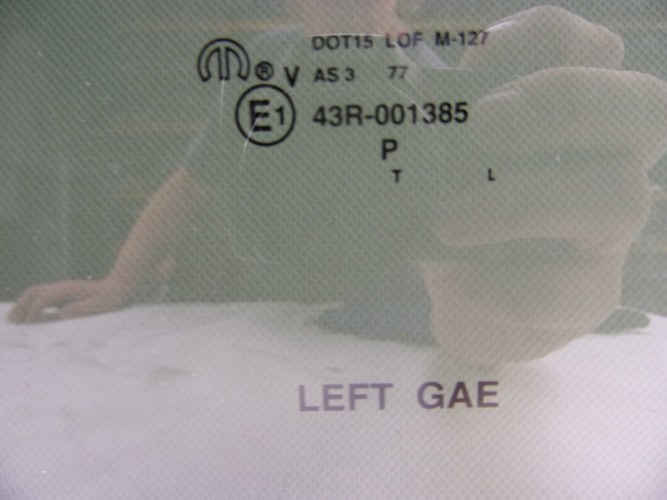 DOT15 LOF M-127
® V AS3 77
E1 43R-001385
P
T L
LEFT GAE